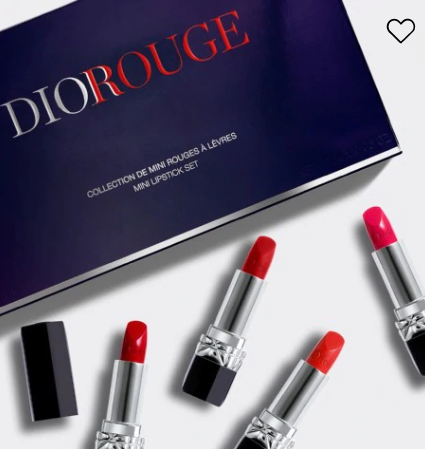 DIORROUGE
COLLECTION DE MINI ROUGES À LÈVRES
MINI LIPSTICK SET